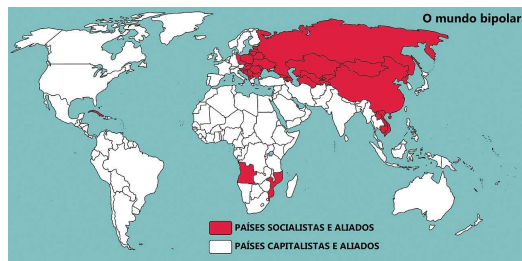 O mundo bipolar
PAÍSES SOCIALISTAS E ALIADOS
PAÍSES CAPITALISTAS E ALIADOS